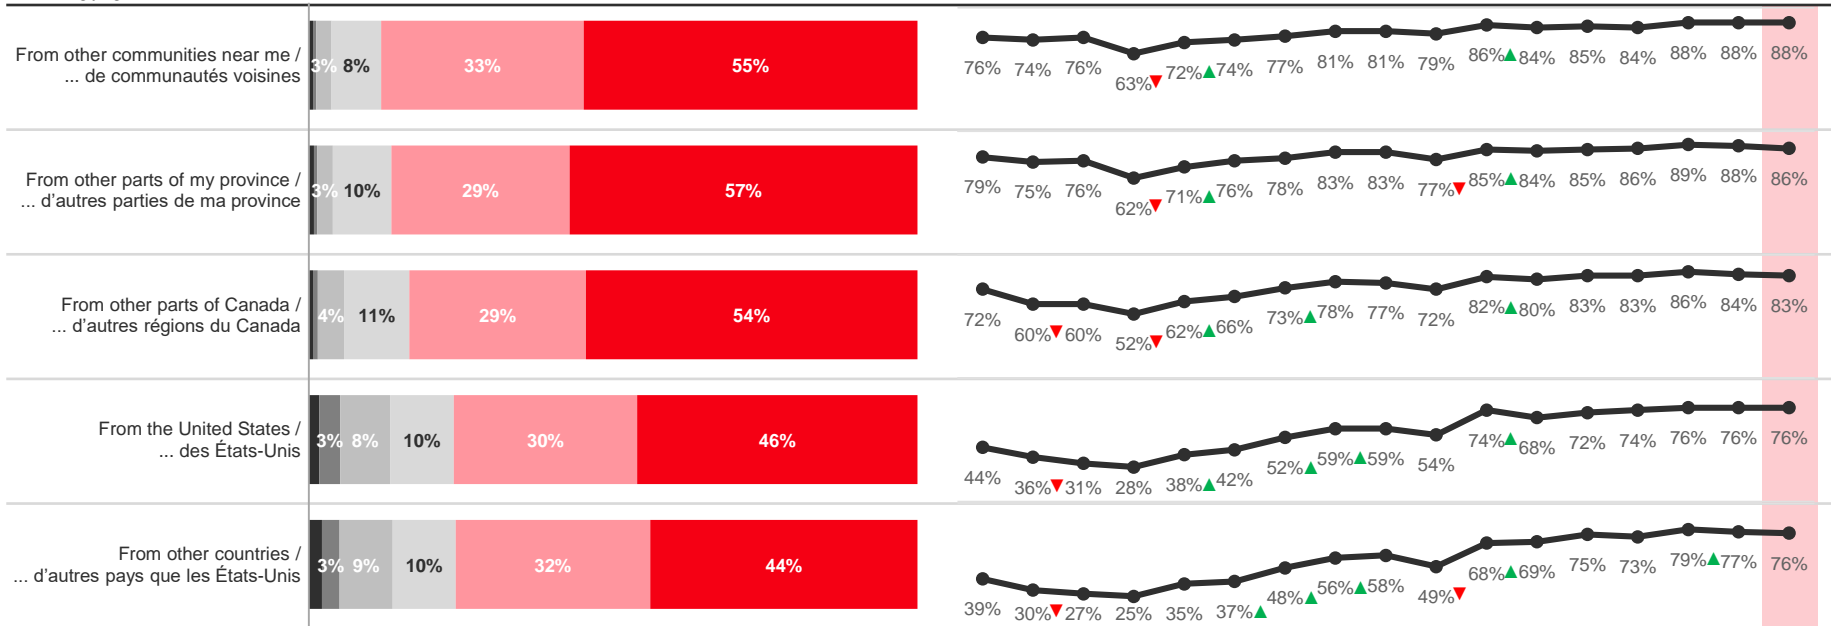 From other communities near me /
... de communautés voisines
3% 8% 33% 55%
76% 74% 76% 63% 72% 74% 77% 81% 81% 79% 86% 84% 85% 84% 88% 88% 88%
From other parts of my province /
... d'autres parties de ma province
3% 10% 29% 57%
79% 75% 76% 62% 71% 76% 78% 83% 83% 77% 85% 84% 85% 86% 89% 88% 86%
From other parts of Canada /
... d'autres régions du Canada
4% 11% 29% 54%
72% 60% 60% 52% 62% 66% 73% 78% 77% 72% 82% 80% 83% 83% 86% 84% 83%
From the United States /
... des États-Unis
3% 8% 10% 30% 46%
44% 36% 31% 28% 38% 42% 52% 59% 59% 54% 74% 68% 72% 74% 76% 76% 76%
From other countries /
... d'autres pays que les États-Unis
3% 9% 10% 32% 44%
39% 30% 27% 25% 35% 37% 48% 56% 58% 49% 68% 69% 75% 73% 79% 77% 76%